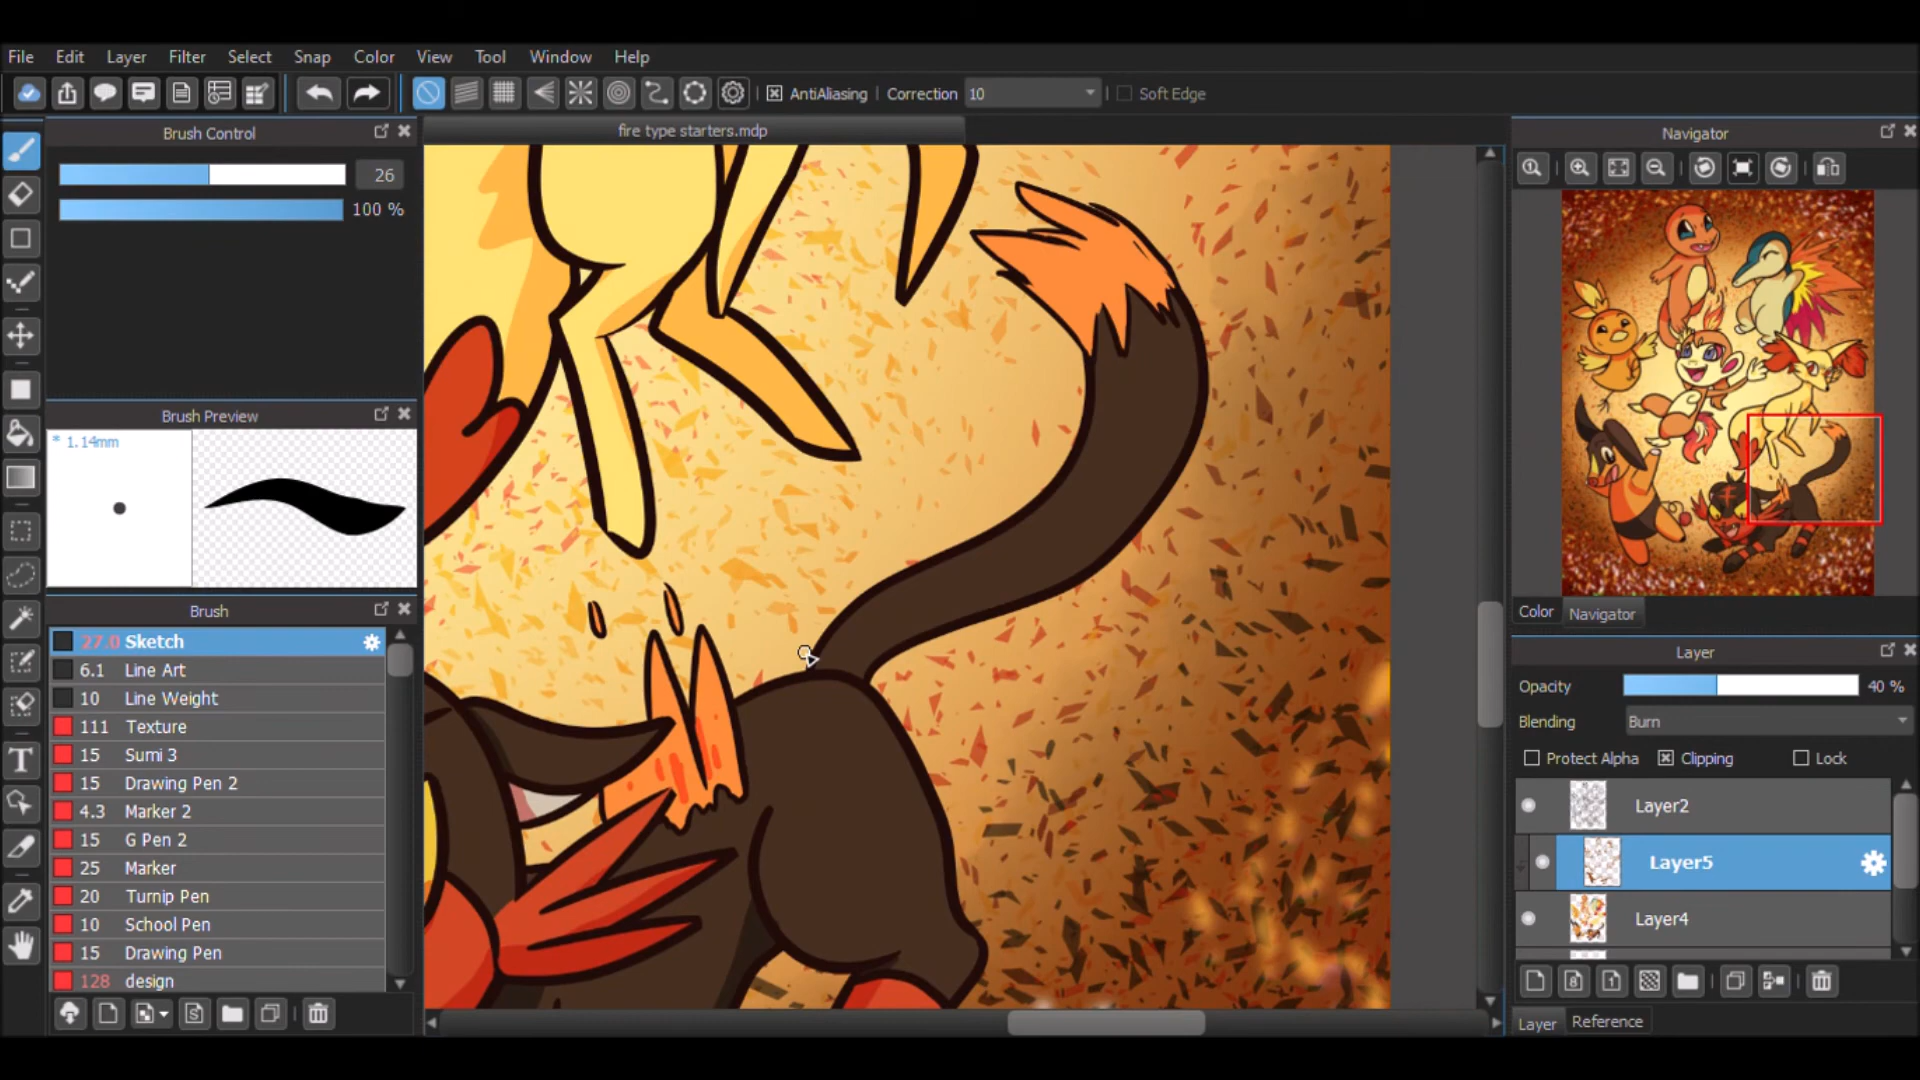 File Edit Layer Filter Select Snap Color View Tool Window Help
AntiAliasing Correction 10 Soft Edge
Brush Control
26
100 %
Brush Preview
* 1.14mm
Brush
27.0 Sketch
6.1 Line Art
10 Line Weight
111 Texture
15 Sumi 3
15 Drawing Pen 2
4.3 Marker 2
15 G Pen 2
25 Marker
20 Turnip Pen
10 School Pen
15 Drawing Pen
128 design
fire type starters.mdp
Navigator
Color Navigator
Layer
Opacity 40 %
Blending Burn
Protect Alpha Clipping Lock
Layer2
Layer5
Layer4
Layer Reference